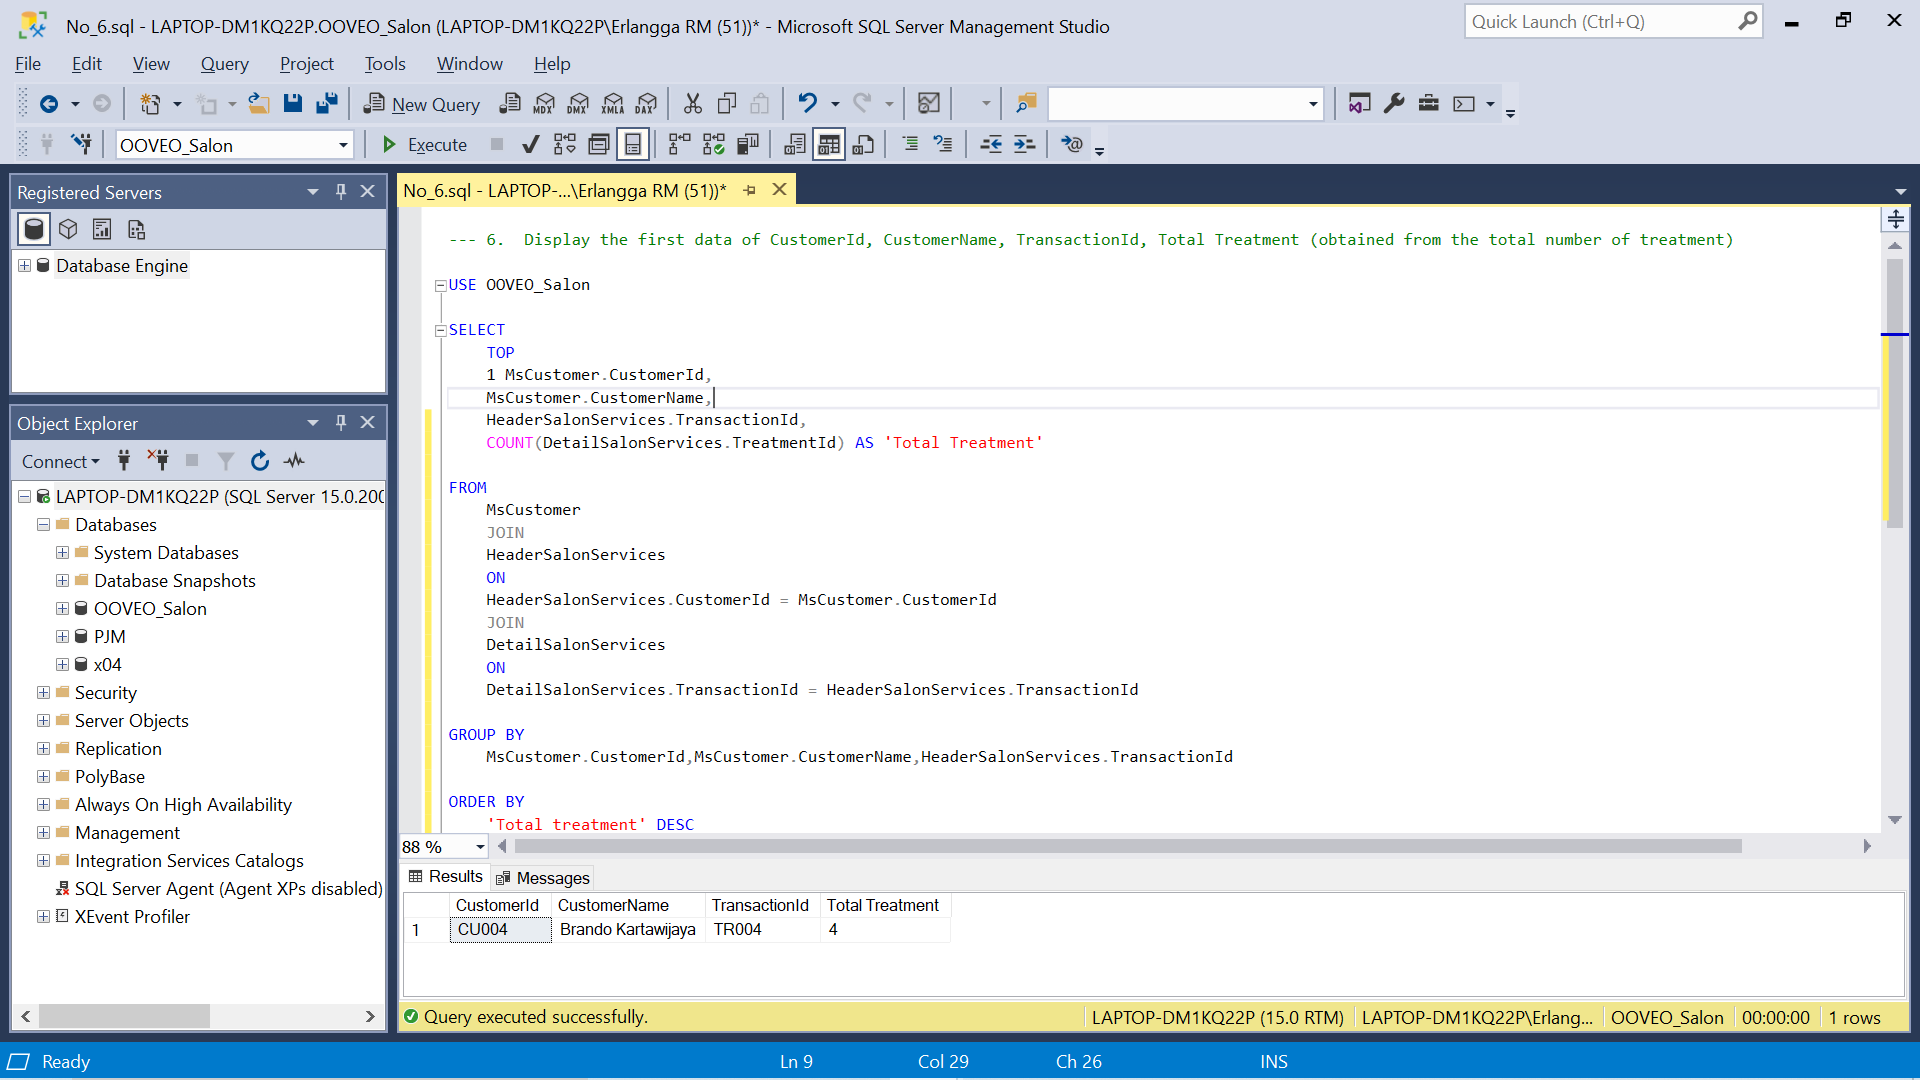 No_6.sql - LAPTOP-DM1KQ22P.OOVEO_Salon (LAPTOP-DM1KQ22P\Erlangga RM (51))* - Microsoft SQL Server Management Studio
Quick Launch (Ctrl+Q)
File Edit View Query Project Tools Window Help
New Query MDX DMX XMLA DAX
OOVEO_Salon Execute
Registered Servers
Database Engine
Object Explorer
Connect
LAPTOP-DM1KQ22P (SQL Server 15.0.200
Databases
System Databases
Database Snapshots
OOVEO_Salon
PJM
x04
Security
Server Objects
Replication
PolyBase
Always On High Availability
Management
Integration Services Catalogs
SQL Server Agent (Agent XPs disabled)
XEvent Profiler
No_6.sql - LAPTOP-...\Erlangga RM (51))*
--- 6.  Display the first data of CustomerId, CustomerName, TransactionId, Total Treatment (obtained from the total number of treatment)
USE OOVEO_Salon
SELECT
TOP
1 MsCustomer.CustomerId,
MsCustomer.CustomerName,
HeaderSalonServices.TransactionId,
COUNT(DetailSalonServices.TreatmentId) AS 'Total Treatment'
FROM
MsCustomer
JOIN
HeaderSalonServices
ON
HeaderSalonServices.CustomerId = MsCustomer.CustomerId
JOIN
DetailSalonServices
ON
DetailSalonServices.TransactionId = HeaderSalonServices.TransactionId
GROUP BY
MsCustomer.CustomerId,MsCustomer.CustomerName,HeaderSalonServices.TransactionId
ORDER BY
'Total treatment' DESC
88 %
Results Messages
CustomerId CustomerName TransactionId Total Treatment
1 CU004 Brando Kartawijaya TR004 4
Query executed successfully. LAPTOP-DM1KQ22P (15.0 RTM) LAPTOP-DM1KQ22P\Erlang... OOVEO_Salon 00:00:00 1 rows
Ready Ln 9 Col 29 Ch 26 INS